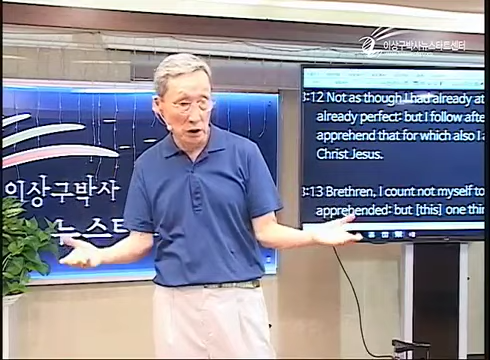 이상구박사뉴스타트센터
3:12 Not as though I had already at
already perfect: but I follow afte
apprehend that for which also I a
Christ Jesus.
3:13 Brethren, I count not myself to
apprehended: but [this] one thin
이상구박사
뉴스타트